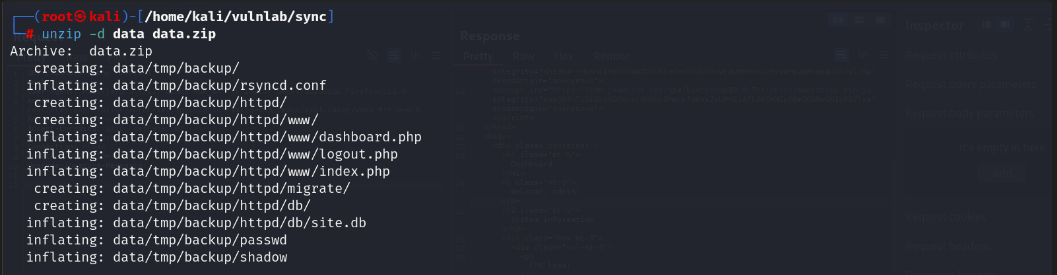 ┌──(root㉿kali)-[/home/kali/vulnlab/sync]
└─# unzip -d data data.zip
Archive:  data.zip
   creating: data/tmp/backup/
  inflating: data/tmp/backup/rsyncd.conf
   creating: data/tmp/backup/httpd/
   creating: data/tmp/backup/httpd/www/
  inflating: data/tmp/backup/httpd/www/dashboard.php
  inflating: data/tmp/backup/httpd/www/logout.php
  inflating: data/tmp/backup/httpd/www/index.php
   creating: data/tmp/backup/httpd/migrate/
   creating: data/tmp/backup/httpd/db/
  inflating: data/tmp/backup/httpd/db/site.db
  inflating: data/tmp/backup/passwd
  inflating: data/tmp/backup/shadow
Response
Pretty
Inspector